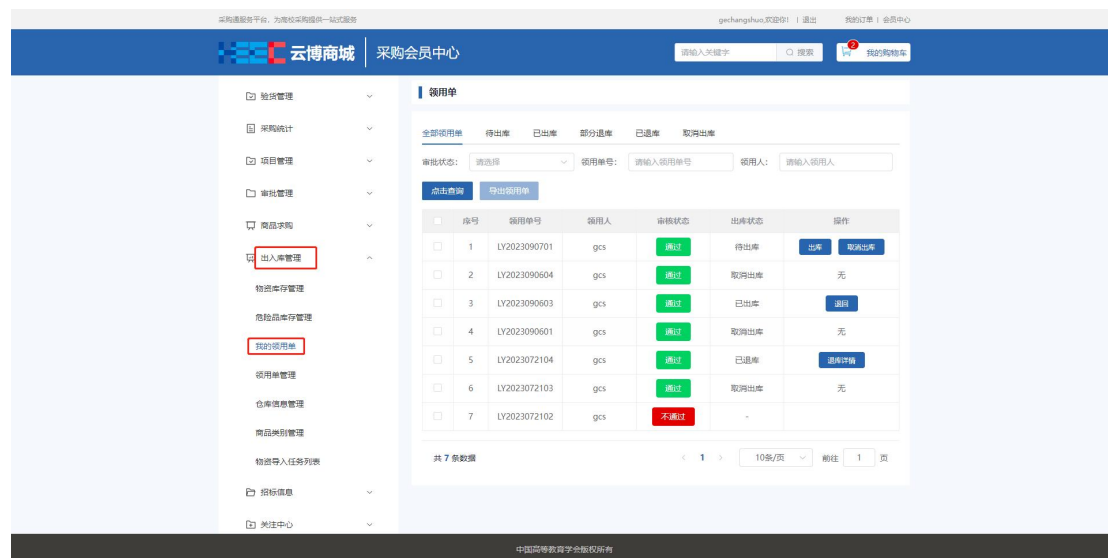 采购通服务平台，为高校采购提供一站式服务
gechangshuo,欢迎你! | 退出 我的订单 | 会员中心
云博商城 采购会员中心
请输入关键字 搜索 2 我的购物车
验货管理
采购统计
项目管理
审批管理
商品求购
出入库管理
物资库存管理
危险品库存管理
我的领用单
领用单管理
仓库信息管理
商品类别管理
物资导入任务列表
招标信息
关注中心
领用单
全部领用单 待出库 已出库 部分退库 已退库 取消出库
审批状态: 请选择 领用单号: 请输入领用单号 领用人: 请输入领用人
点击查询 导出领用单
序号 领用单号 领用人 审核状态 出库状态 操作
1 LY2023090701 gcs 通过 待出库 出库 取消出库
2 LY2023090604 gcs 通过 取消出库 无
3 LY2023090603 gcs 通过 已出库 退回
4 LY2023090601 gcs 通过 取消出库 无
5 LY2023072104 gcs 通过 已退库 退库详情
6 LY2023072103 gcs 通过 取消出库 无
7 LY2023072102 gcs 不通过 -
共 7 条数据 1 10条/页 前往 1 页
中国高等教育学会版权所有